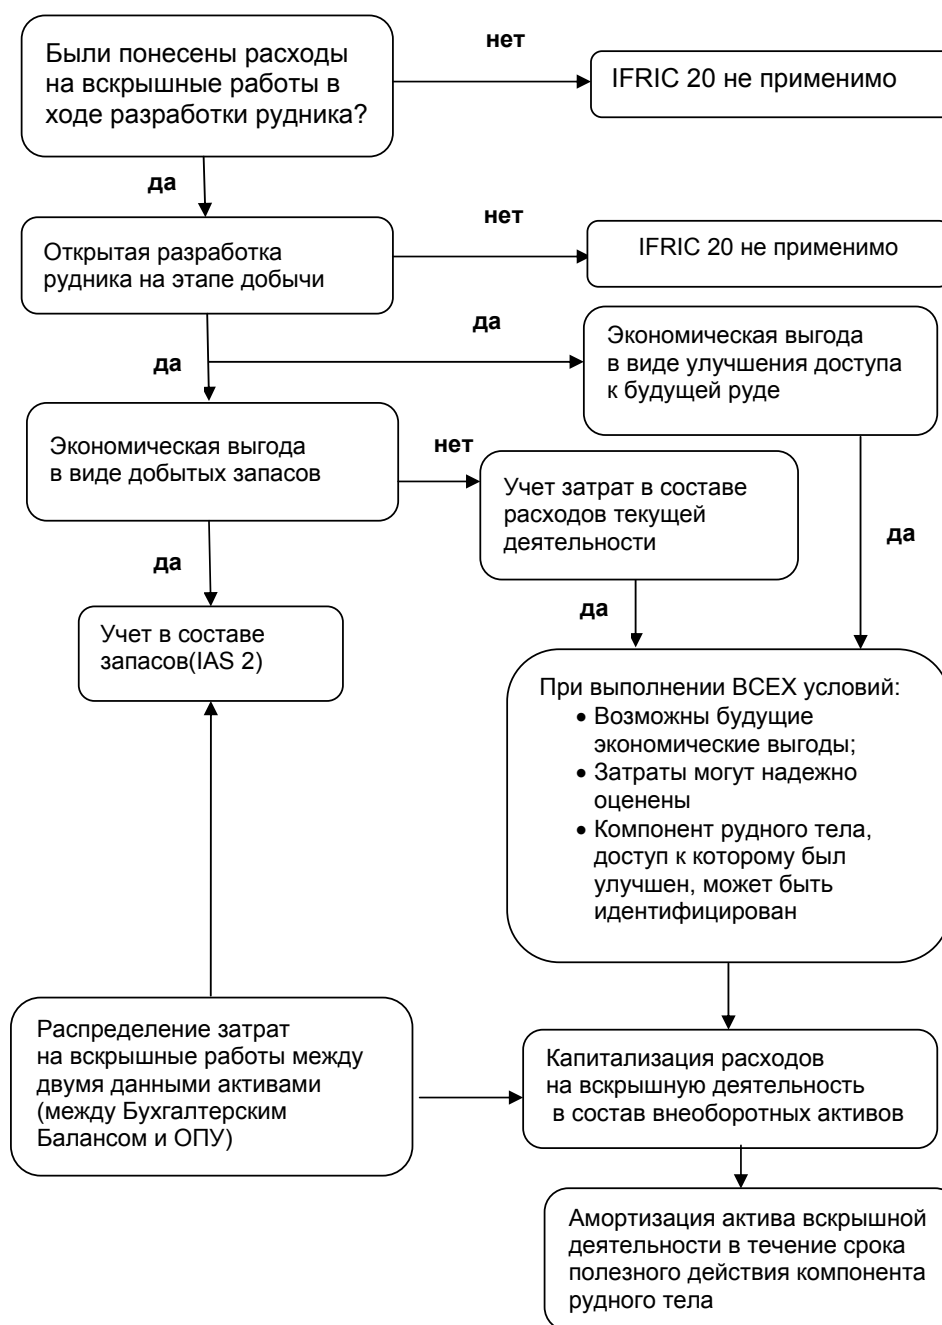 Были понесены расходы
на вскрышные работы в
ходе разработки рудника?
нет
IFRIC 20 не применимо
да
Открытая разработка
рудника на этапе добычи
нет
IFRIC 20 не применимо
да
да
Экономическая выгода
в виде улучшения доступа
к будущей руде
Экономическая выгода
в виде добытых запасов
нет
Учет затрат в составе
расходов текущей
деятельности
да
да
да
Учет в составе
запасов(IAS 2)
При выполнении ВСЕХ условий:
• Возможны будущие
экономические выгоды;
• Затраты могут надежно
оценены
• Компонент рудного тела,
доступ к которому был
улучшен, может быть
идентифицирован
Распределение затрат
на вскрышные работы между
двумя данными активами
(между Бухгалтерским
Балансом и ОПУ)
Капитализация расходов
на вскрышную деятельность
в состав внеоборотных активов
Амортизация актива вскрышной
деятельности в течение срока
полезного действия компонента
рудного тела